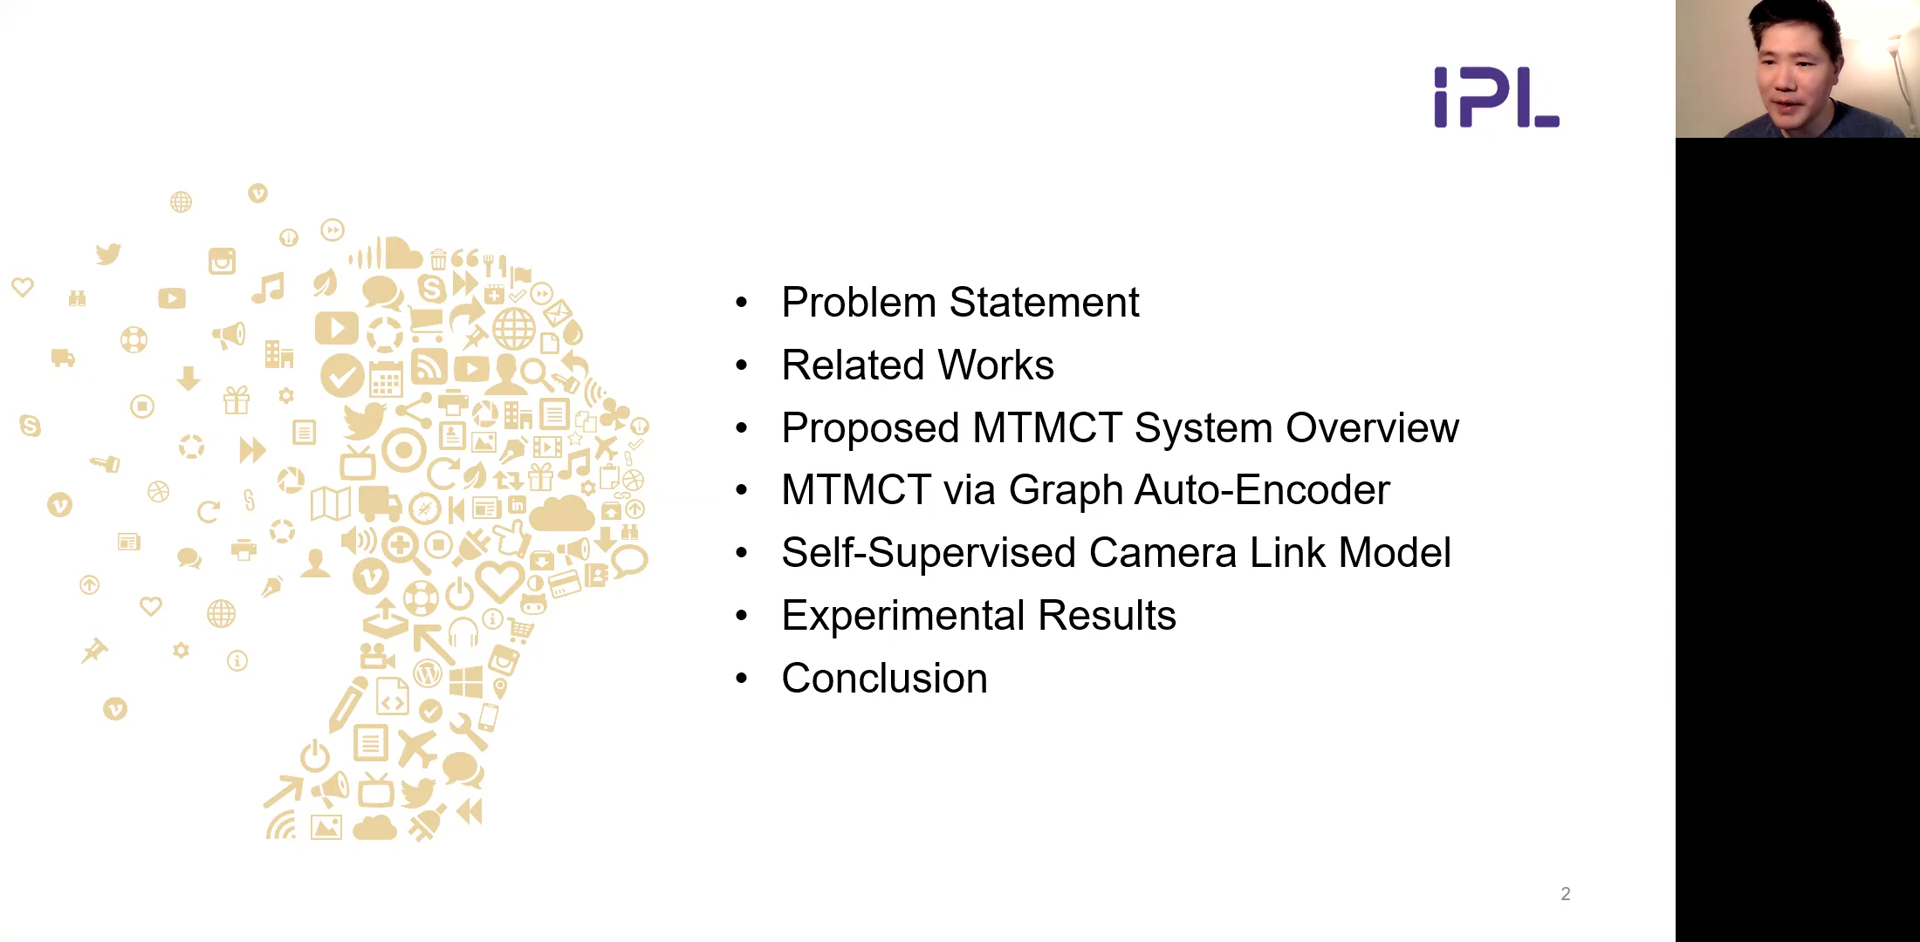 iPL
Problem Statement
Related Works
Proposed MTMCT System Overview
MTMCT via Graph Auto-Encoder
Self-Supervised Camera Link Model
Experimental Results
Conclusion
2